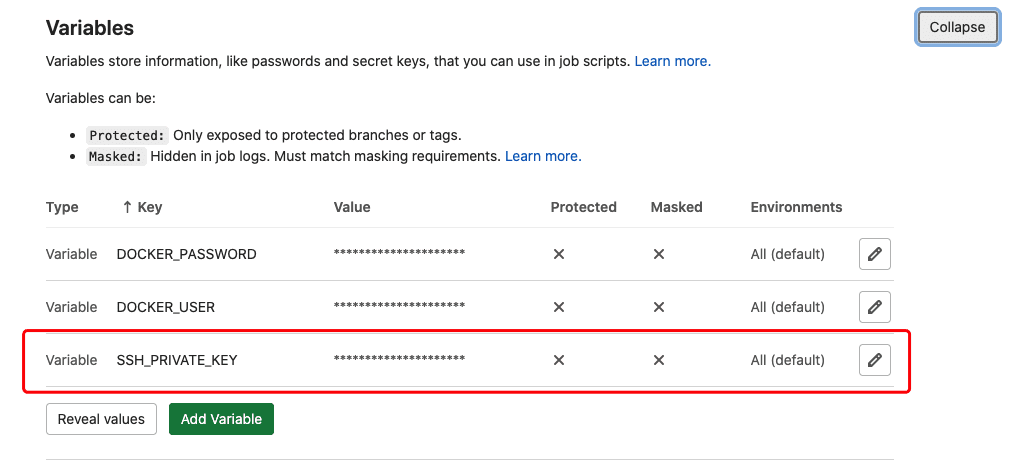 Variables
Collapse
Variables store information, like passwords and secret keys, that you can use in job scripts. Learn more.
Variables can be:
• Protected: Only exposed to protected branches or tags.
• Masked: Hidden in job logs. Must match masking requirements. Learn more.
Type ↑ Key Value Protected Masked Environments
Variable DOCKER_PASSWORD ********************* ✕ ✕ All (default)
Variable DOCKER_USER ********************* ✕ ✕ All (default)
Variable SSH_PRIVATE_KEY ********************* ✕ ✕ All (default)
Reveal values Add Variable